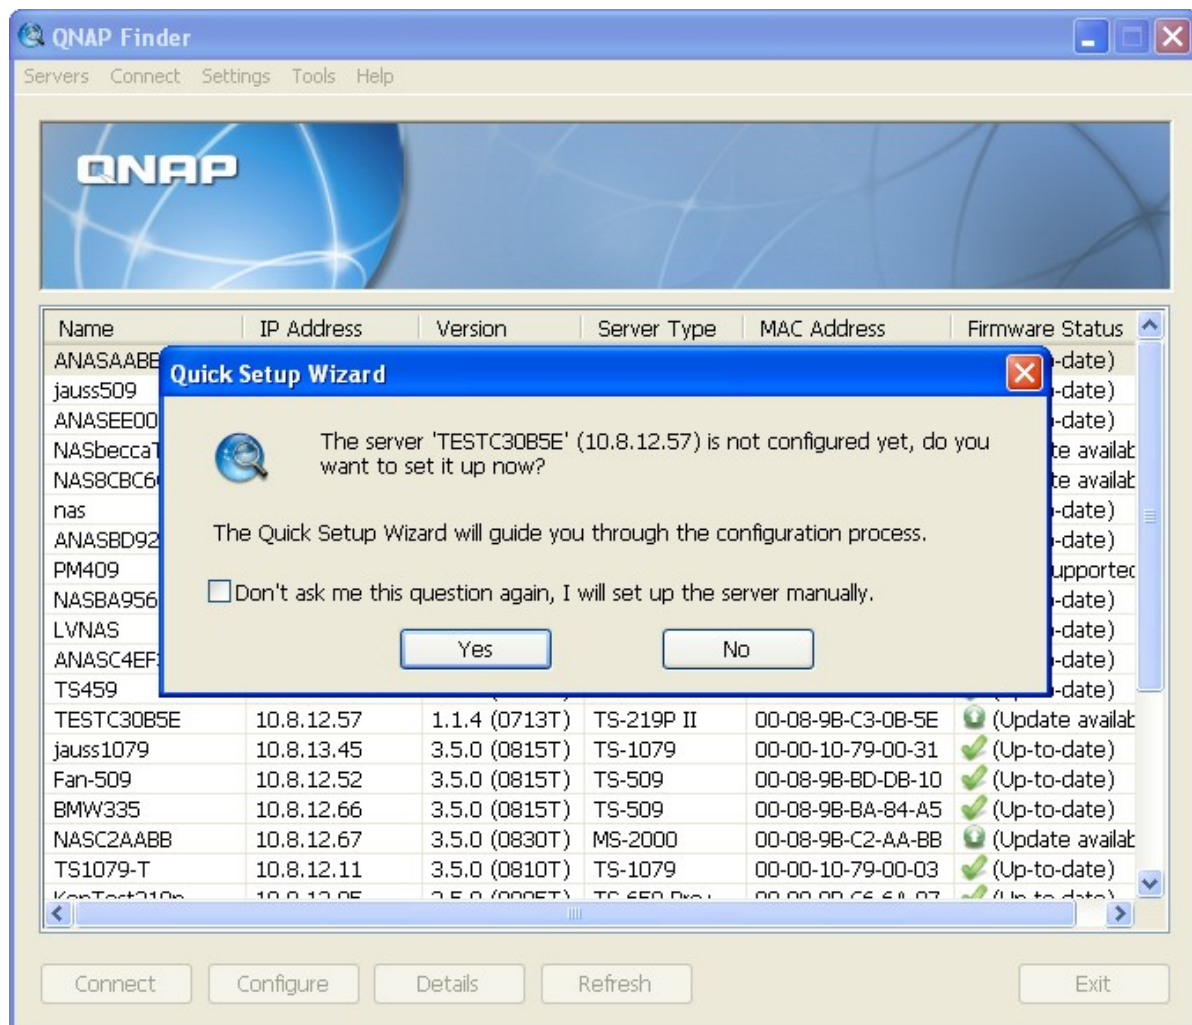 QNAP Finder
Servers Connect Settings Tools Help
QNAP
Name IP Address Version Server Type MAC Address Firmware Status
ANASAABE -date)
jauss509 -date)
ANASEE00 -date)
NASbecca te availab
NAS8CBC6 te availab
nas -date)
ANASBD92 -date)
PM409 upported
NASBA956 -date)
LVNAS -date)
ANASC4EF -date)
TS459 -date)
Quick Setup Wizard
The server 'TESTC30B5E' (10.8.12.57) is not configured yet, do you
want to set it up now?
The Quick Setup Wizard will guide you through the configuration process.
Don't ask me this question again, I will set up the server manually.
Yes No
TESTC30B5E 10.8.12.57 1.1.4 (0713T) TS-219P II 00-08-9B-C3-0B-5E (Update availab
jauss1079 10.8.13.45 3.5.0 (0815T) TS-1079 00-00-10-79-00-31 (Up-to-date)
Fan-509 10.8.12.52 3.5.0 (0815T) TS-509 00-08-9B-BD-DB-10 (Up-to-date)
BMW335 10.8.12.66 3.5.0 (0815T) TS-509 00-08-9B-BA-84-A5 (Up-to-date)
NASC2AABB 10.8.12.67 3.5.0 (0830T) MS-2000 00-08-9B-C2-AA-BB (Update availab
TS1079-T 10.8.12.11 3.5.0 (0810T) TS-1079 00-00-10-79-00-03 (Up-to-date)
Connect Configure Details Refresh Exit